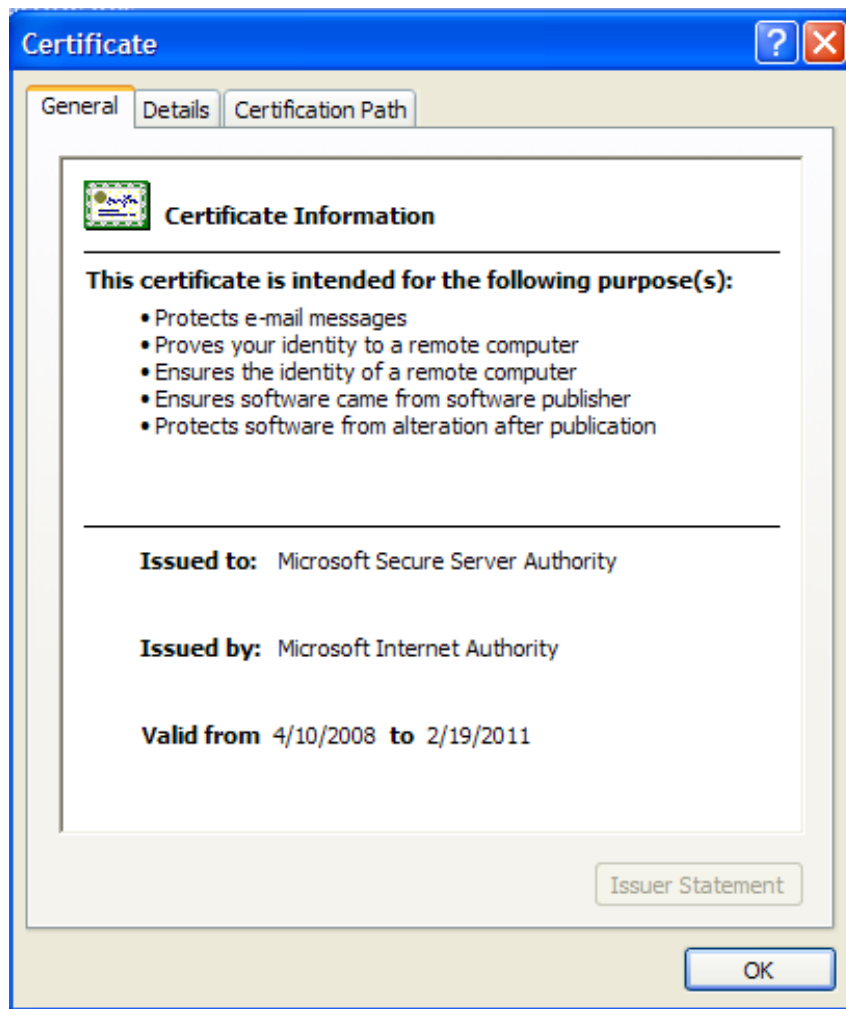 Certificate
General Details Certification Path
Certificate Information
This certificate is intended for the following purpose(s):
• Protects e-mail messages
• Proves your identity to a remote computer
• Ensures the identity of a remote computer
• Ensures software came from software publisher
• Protects software from alteration after publication
Issued to: Microsoft Secure Server Authority
Issued by: Microsoft Internet Authority
Valid from 4/10/2008 to 2/19/2011
Issuer Statement
OK